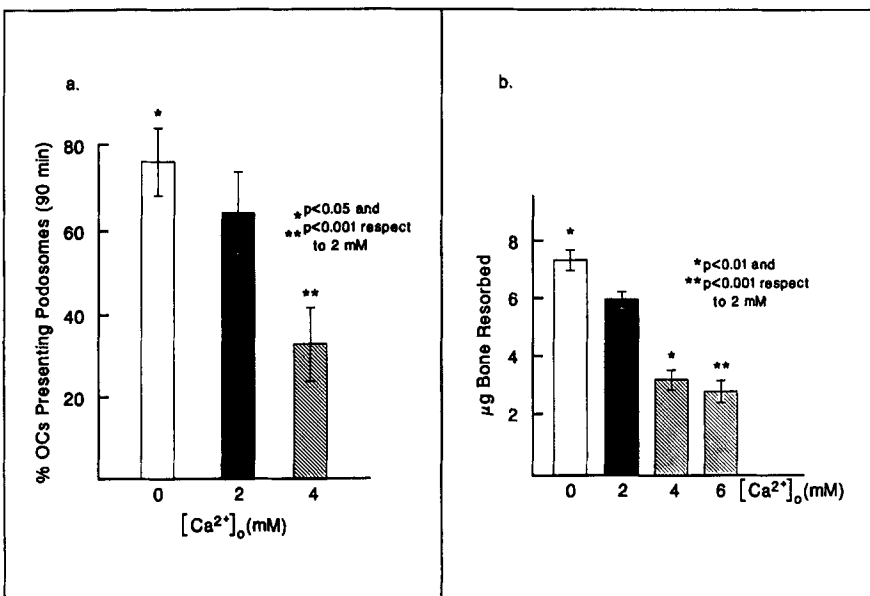 a.
% OCs Presenting Podosomes (90 min)
80
60
40
20
*
**
* p<0.05 and
** p<0.001 respect
to 2 mM
0 2 4
[Ca²⁺]ₒ(mM)
b.
µg Bone Resorbed
8
6
4
2
*
*
**
*p<0.01 and
**p<0.001 respect
to 2 mM
0 2 4 6 [Ca²⁺]ₒ(mM)